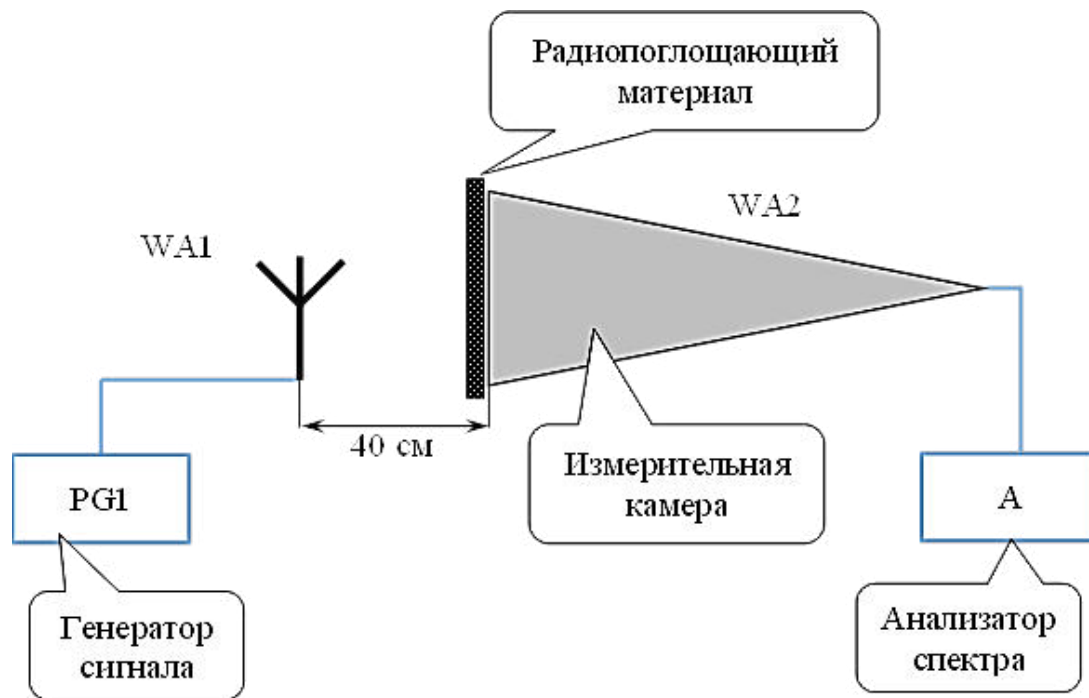 Радиопоглощающий
материал
WA1
WA2
40 см
Измерительная
камера
PG1
А
Генератор
сигнала
Анализатор
спектра